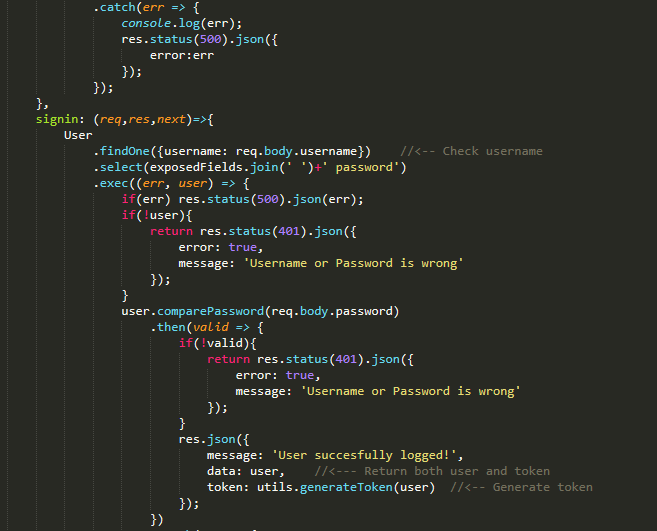 .catch(err => {
console.log(err);
res.status(500).json({
error:err
});
});
},
signin: (req,res,next)=>{
User
.findOne({username: req.body.username})    //<-- Check username
.select(exposedFields.join(' ')+' password')
.exec((err, user) => {
if(err) res.status(500).json(err);
if(!user){
return res.status(401).json({
error: true,
message: 'Username or Password is wrong'
});
}
user.comparePassword(req.body.password)
.then(valid => {
if(!valid){
return res.status(401).json({
error: true,
message: 'Username or Password is wrong'
});
}
res.json({
message: 'User succesfully logged!',
data: user,    //<--- Return both user and token
token: utils.generateToken(user)  //<-- Generate token
});
})